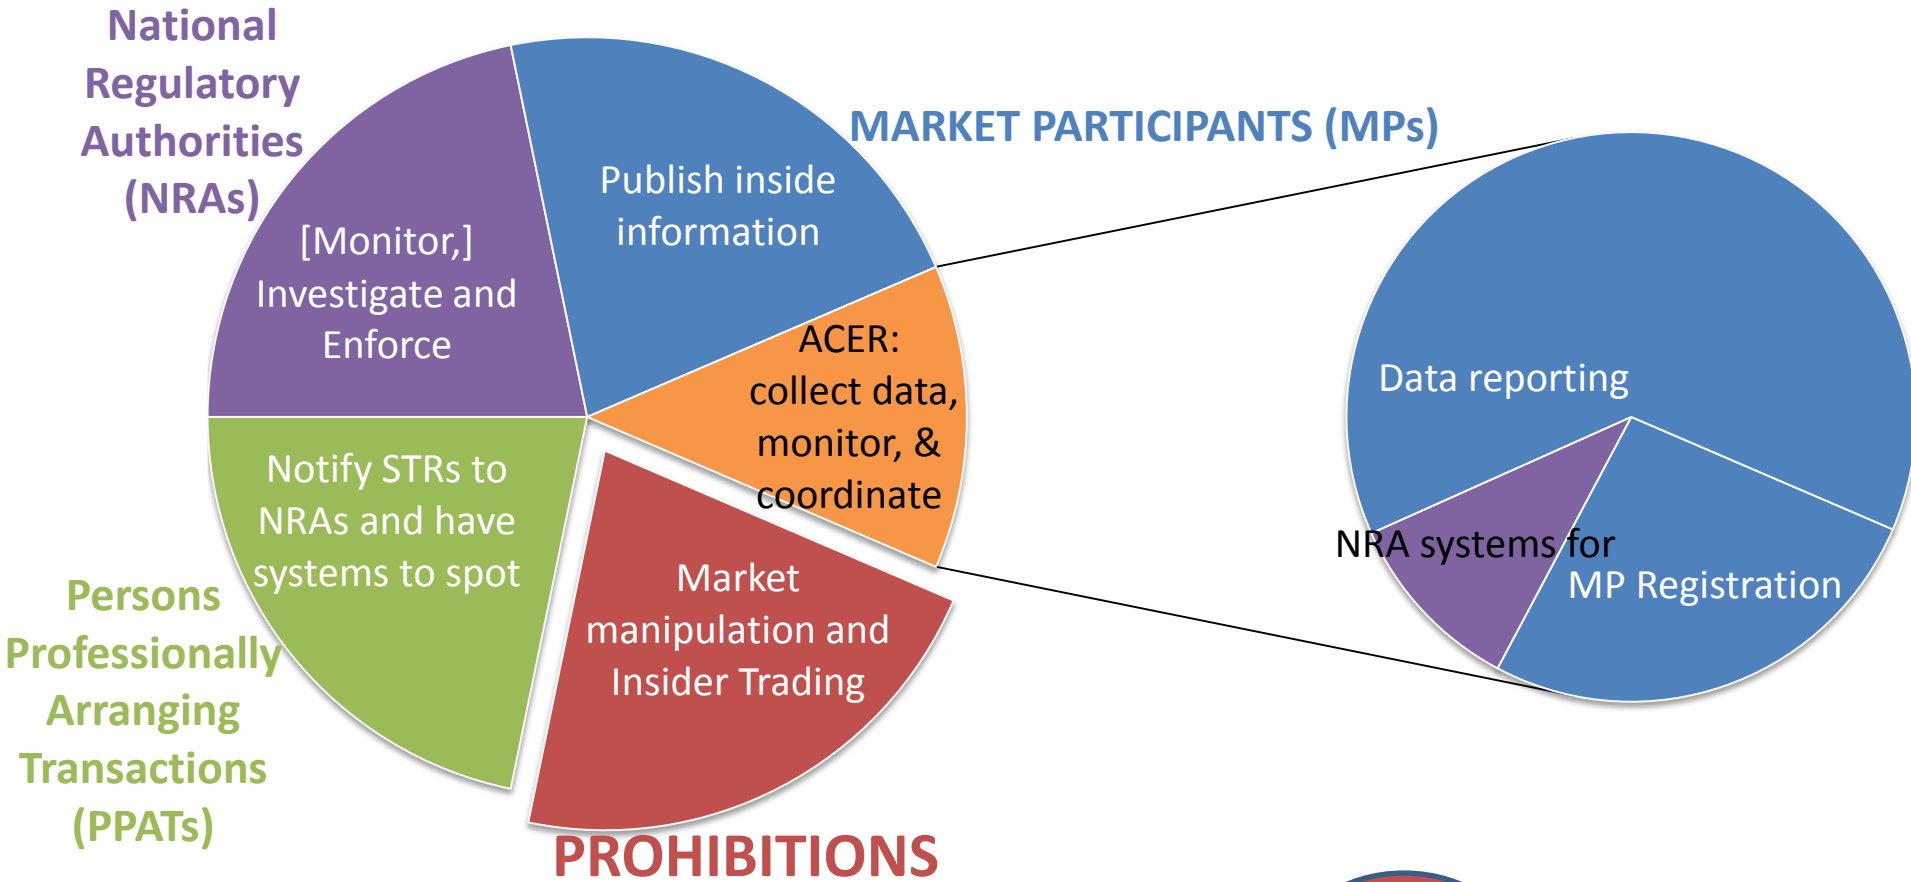 National
Regulatory
Authorities
(NRAs)
MARKET PARTICIPANTS (MPs)
Publish inside
information
[Monitor,]
Investigate and
Enforce
ACER:
collect data,
monitor, &
coordinate
Notify STRs to
NRAs and have
systems to spot
Market
manipulation and
Insider Trading
Persons
Professionally
Arranging
Transactions
(PPATs)
PROHIBITIONS
Data reporting
NRA systems for
MP Registration